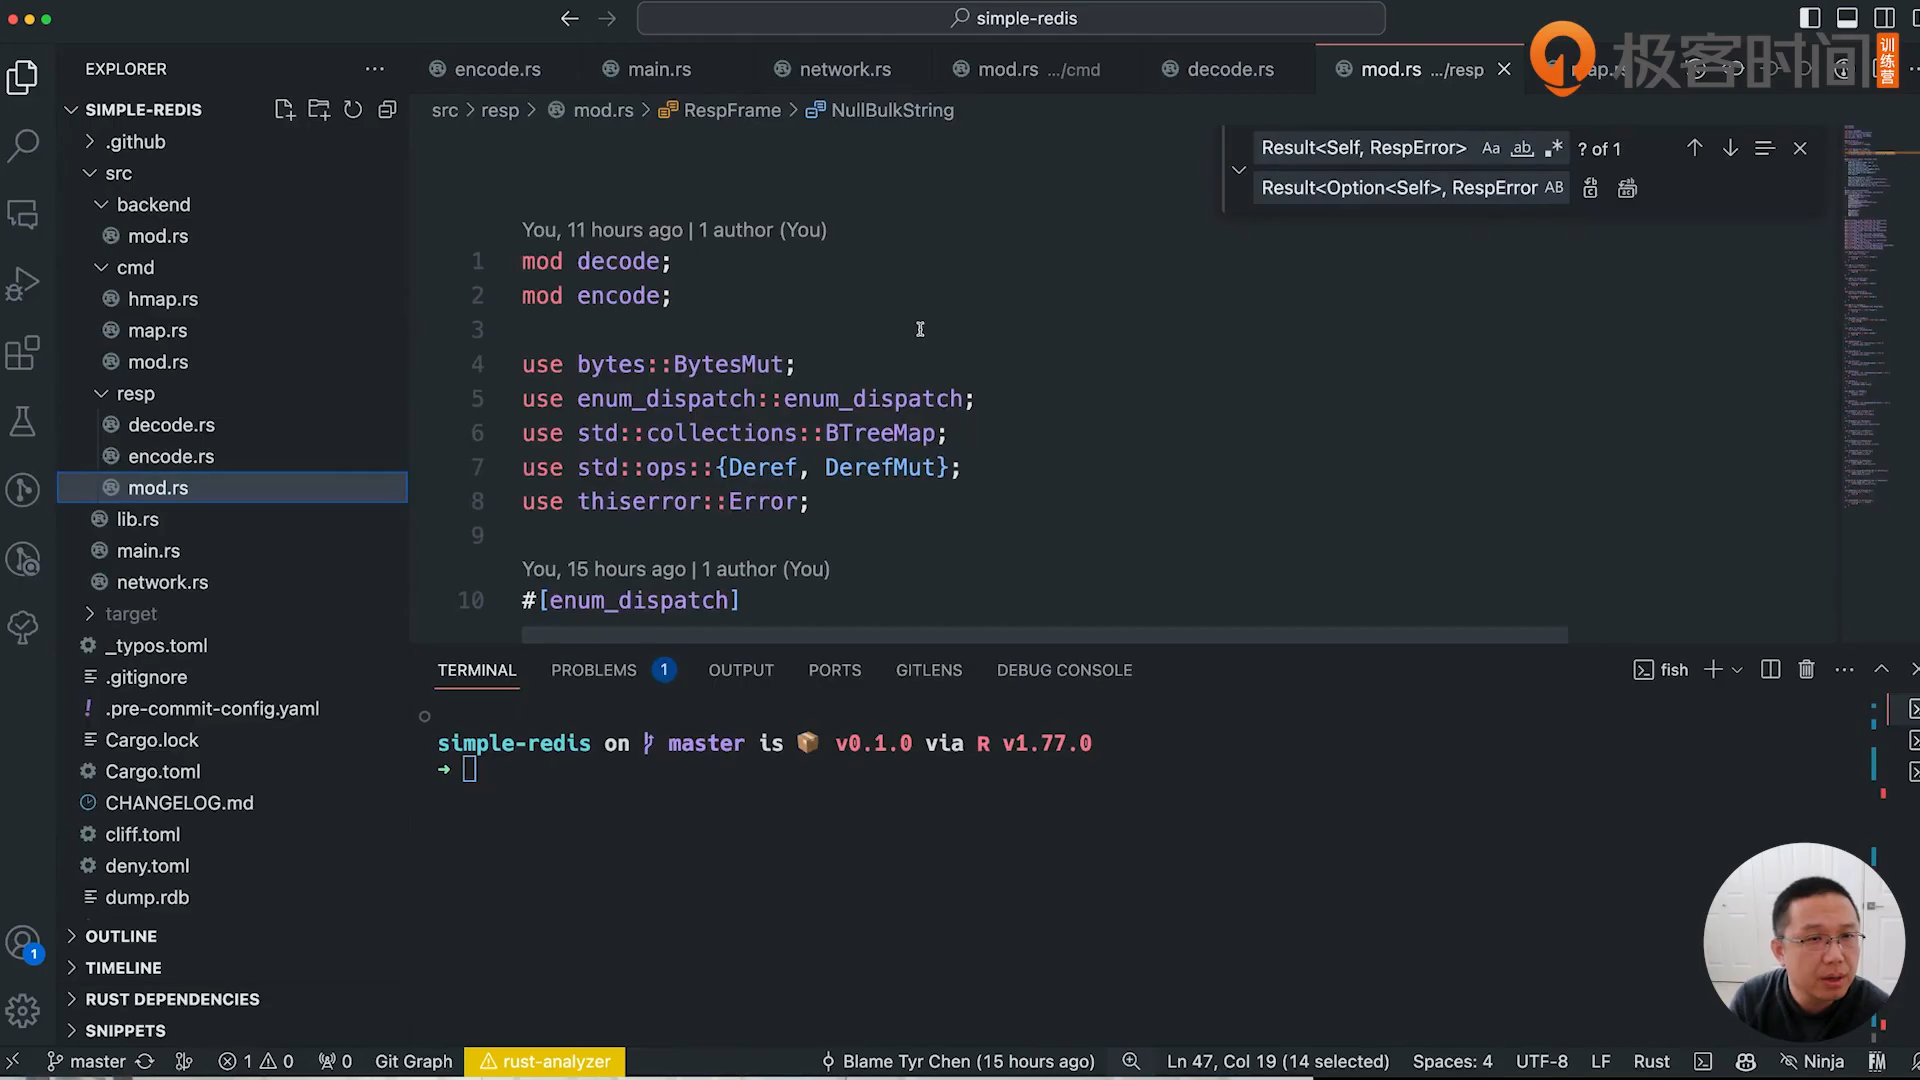 simple-redis
极客时间
训练营
EXPLORER
SIMPLE-REDIS
.github
src
backend
mod.rs
cmd
hmap.rs
map.rs
mod.rs
resp
decode.rs
encode.rs
mod.rs
lib.rs
main.rs
network.rs
target
_typos.toml
.gitignore
.pre-commit-config.yaml
Cargo.lock
Cargo.toml
CHANGELOG.md
cliff.toml
deny.toml
dump.rdb
OUTLINE
TIMELINE
RUST DEPENDENCIES
SNIPPETS
encode.rs main.rs network.rs mod.rs .../cmd decode.rs mod.rs .../resp
src > resp > mod.rs > RespFrame > NullBulkString
Result<Self, RespError> Aa ab ? of 1
Result<Option<Self>, RespError AB
You, 11 hours ago | 1 author (You)
1 mod decode;
2 mod encode;
3
4 use bytes::BytesMut;
5 use enum_dispatch::enum_dispatch;
6 use std::collections::BTreeMap;
7 use std::ops::{Deref, DerefMut};
8 use thiserror::Error;
9
You, 15 hours ago | 1 author (You)
10 #[enum_dispatch]
TERMINAL PROBLEMS 1 OUTPUT PORTS GITLENS DEBUG CONSOLE fish
simple-redis on master is 📦 v0.1.0 via R v1.77.0
➜
1
master 1 0 0 Git Graph rust-analyzer Blame Tyr Chen (15 hours ago) Ln 47, Col 19 (14 selected) Spaces: 4 UTF-8 LF Rust Ninja